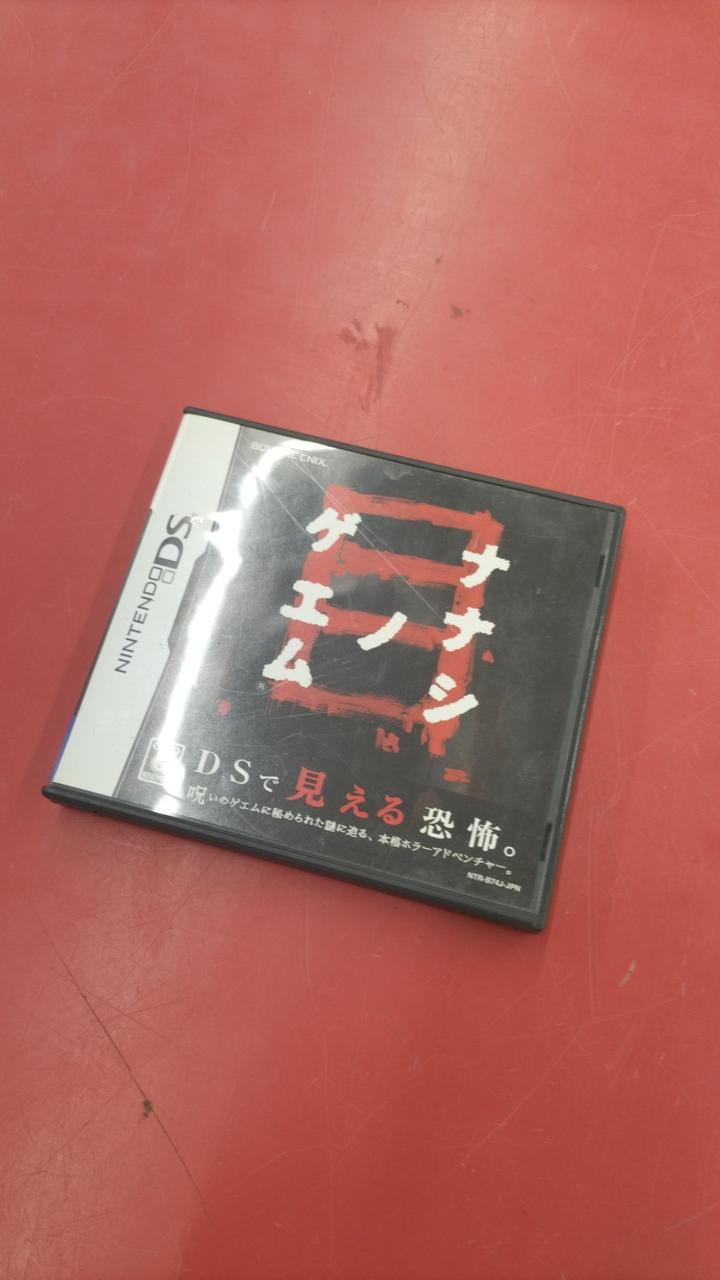 NINTENDO DS
SQUARE ENIX.
ナナシ
ノ
ゲエム
®
DSで見える恐怖。
呪いのゲエムに秘められた謎に迫る、本格ホラーアドベンチャー。
NTR-B74J-JPN